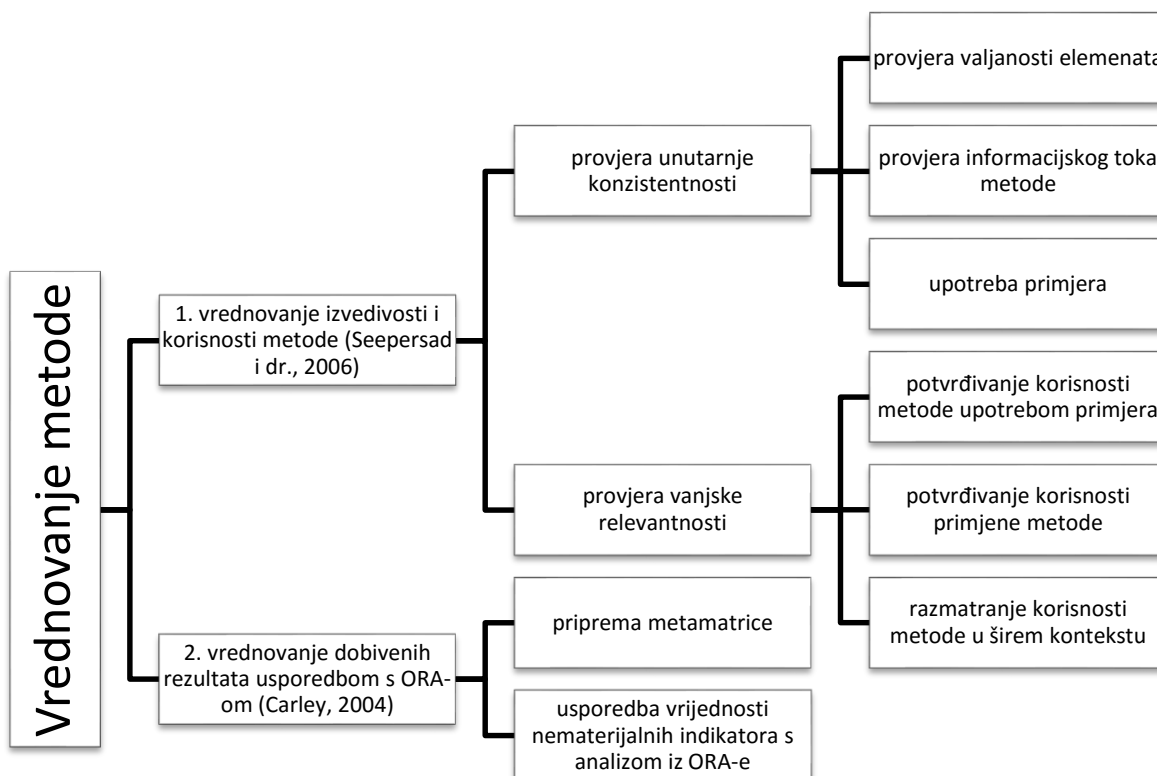 Vrednovanje metode
1. vrednovanje izvedivosti i
korisnosti metode (Seepersad
i dr., 2006)
provjera unutarnje
konzistentnosti
provjera valjanosti elemenata
provjera informacijskog toka
metode
upotreba primjera
provjera vanjske
relevantnosti
potvrđivanje korisnosti
metode upotrebom primjera
potvrđivanje korisnosti
primjene metode
razmatranje korisnosti
metode u širem kontekstu
2. vrednovanje dobivenih
rezultata usporedbom s ORA-
om (Carley, 2004)
priprema metamatrice
usporedba vrijednosti
nematerijalnih indikatora s
analizom iz ORA-e